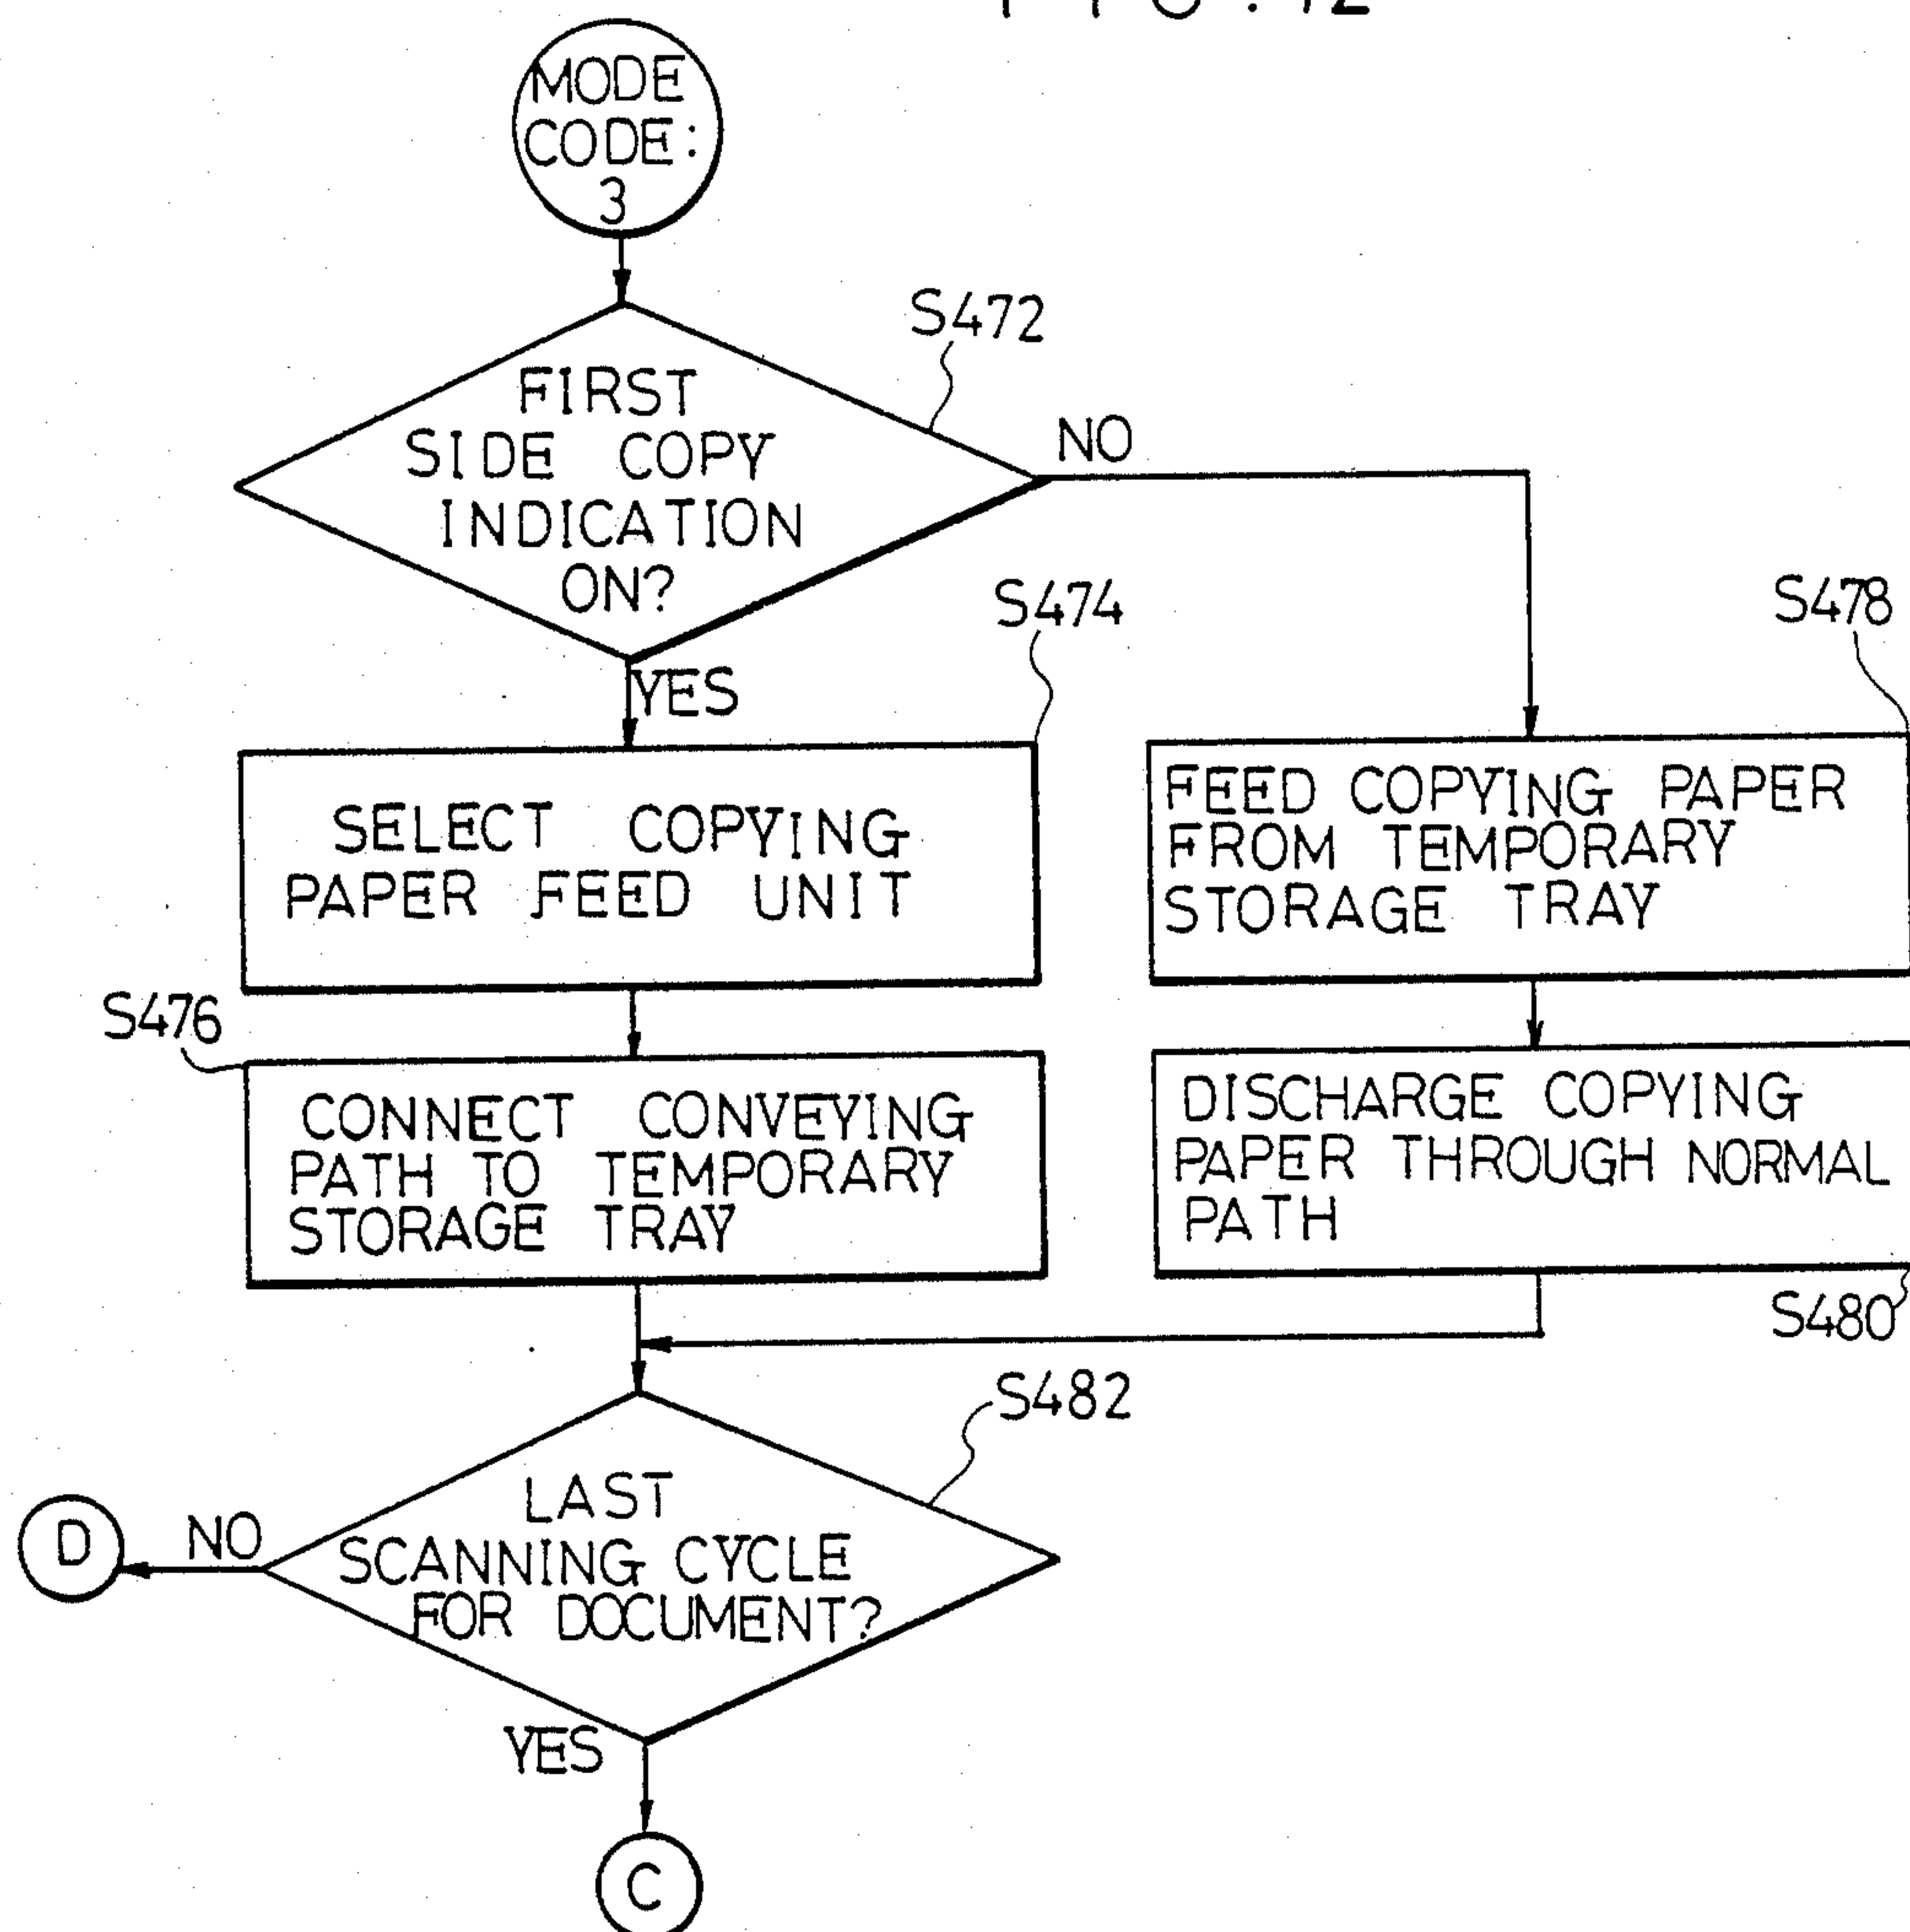 MODE
CODE:
3
S472
FIRST
SIDE COPY
INDICATION
ON?
NO
YES
S474
S478
SELECT COPYING
PAPER FEED UNIT
FEED COPYING PAPER
FROM TEMPORARY
STORAGE TRAY
S476
CONNECT CONVEYING
PATH TO TEMPORARY
STORAGE TRAY
DISCHARGE COPYING
PAPER THROUGH NORMAL
PATH
S480
S482
LAST
SCANNING CYCLE
FOR DOCUMENT?
NO
D
YES
C